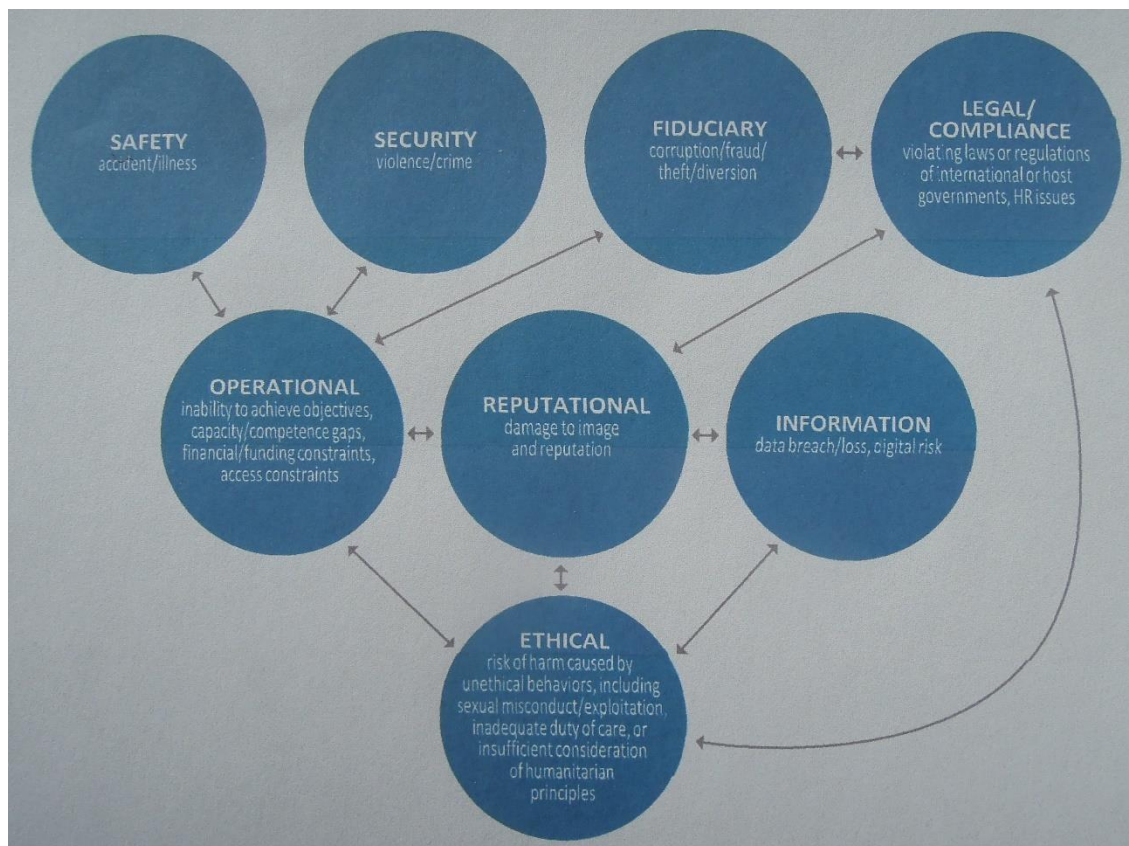 SAFETY
accident/illness
SECURITY
violence/crime
FIDUCIARY
corruption/fraud/
theft/diversion
LEGAL/
COMPLIANCE
violating laws or regulations
of international or host
governments, HR issues
OPERATIONAL
inability to achieve objectives,
capacity/competence gaps,
financial/funding constraints,
access constraints
REPUTATIONAL
damage to image
and reputation
INFORMATION
data breach/loss, digital risk
ETHICAL
risk of harm caused by
unethical behaviors, including
sexual misconduct/exploitation,
inadequate duty of care, or
insufficient consideration
of humanitarian
principles